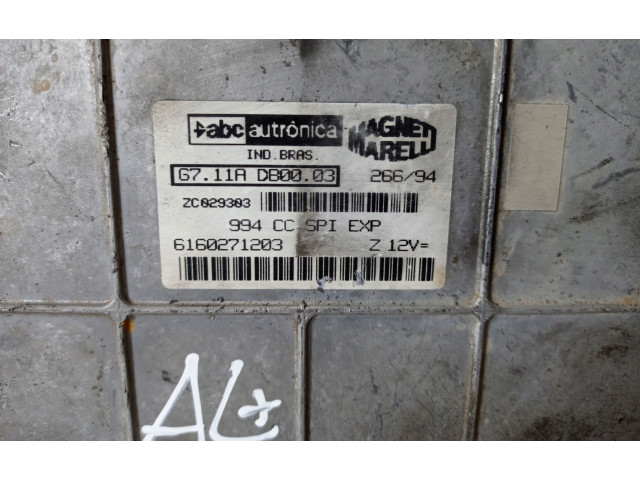 abc autrônica MAGNETI MARELLI
IND.BRAS.
G7.11A DB00.03 266/94
ZC029303
994 CC SPI EXP
6160271203 Z 12V=
AL+